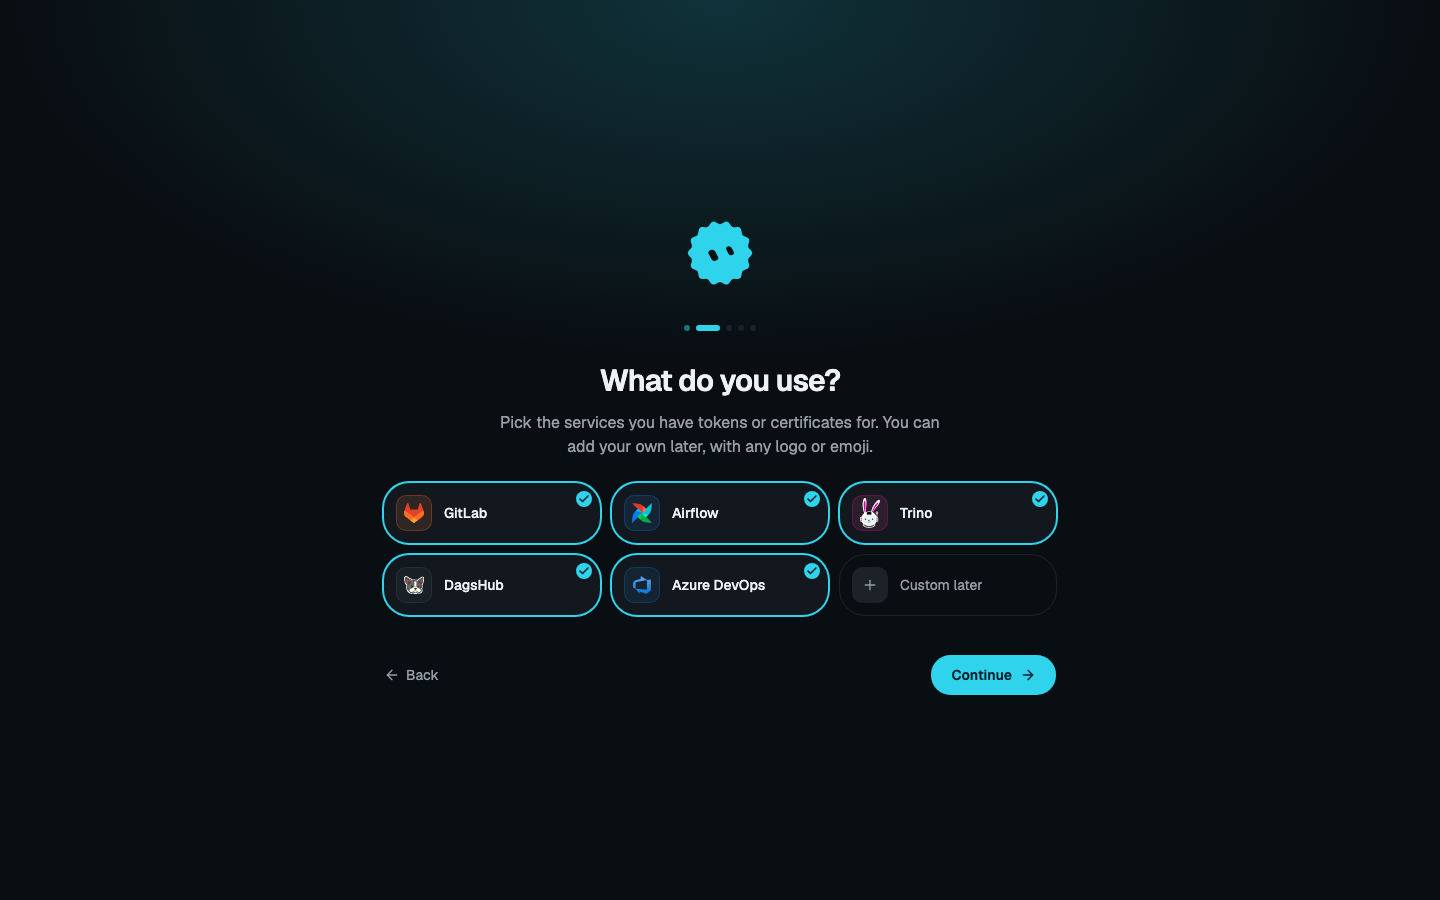 What do you use?
Pick the services you have tokens or certificates for. You can
add your own later, with any logo or emoji.
GitLab
Airflow
Trino
DagsHub
Azure DevOps
Custom later
Back
Continue